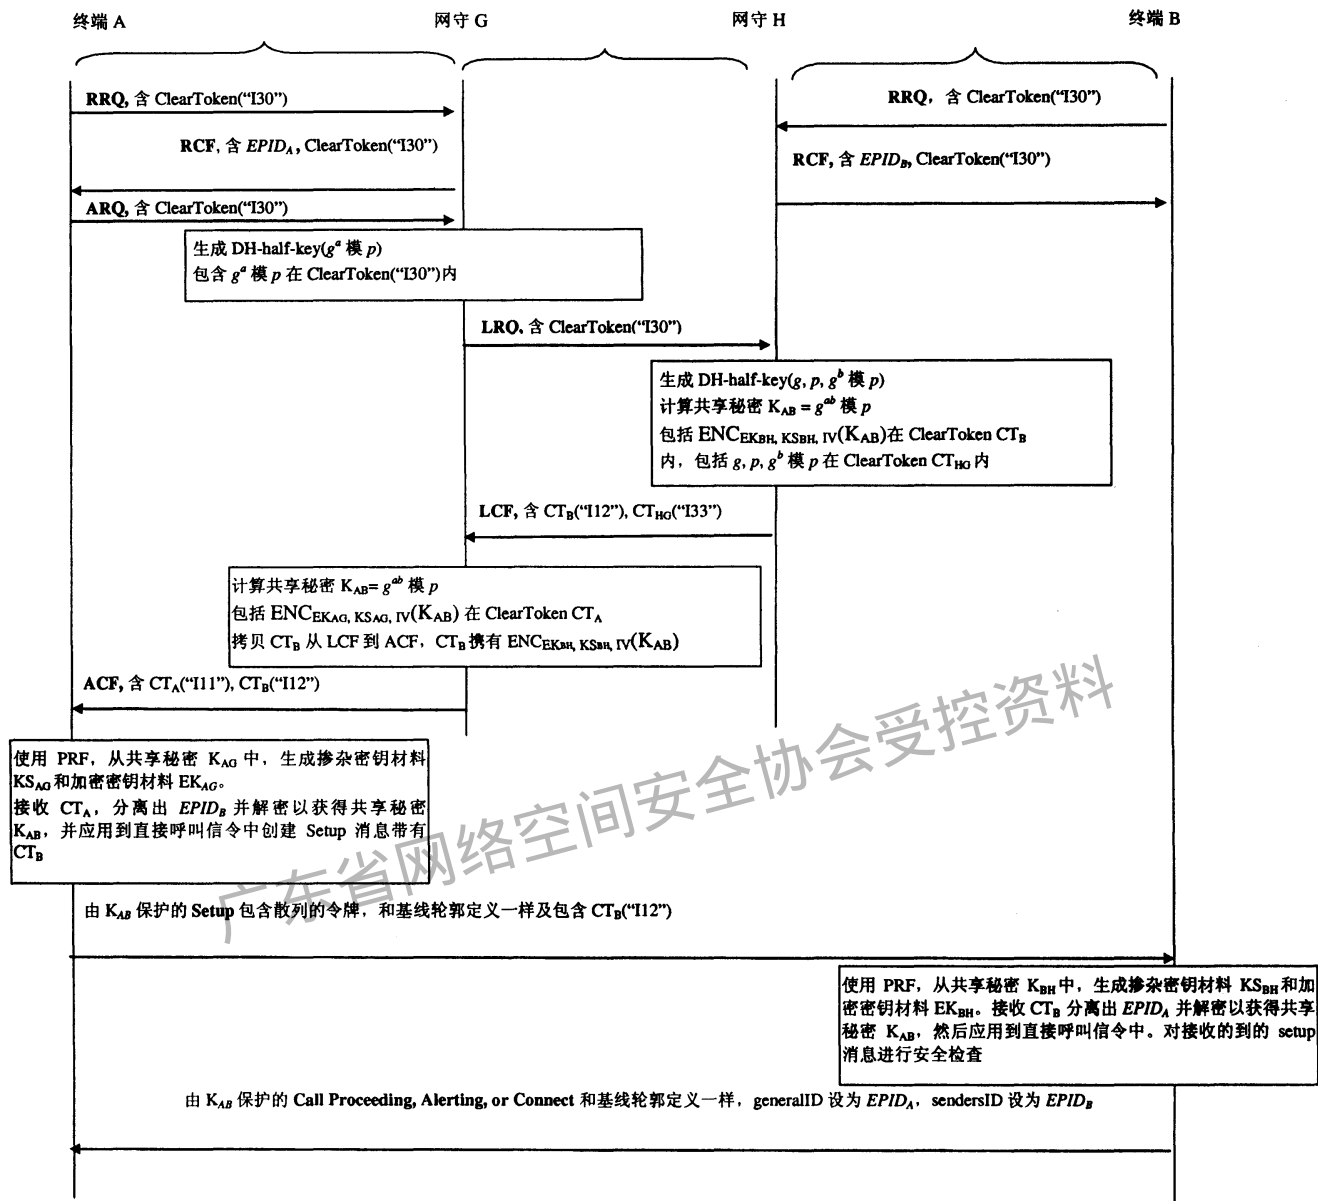 终端 A
网守 G
网守 H
终端 B
RRQ, 含 ClearToken(“I30”)
RRQ，含 ClearToken(“I30”)
RCF, 含 EPID_A, ClearToken(“I30”)
RCF, 含 EPID_B, ClearToken(“I30”)
ARQ, 含 ClearToken(“I30”)
生成 DH-half-key(g^a 模 p)
包含 g^a 模 p 在 ClearToken(“I30”)内
LRQ, 含 ClearToken(“I30”)
生成 DH-half-key(g, p, g^b 模 p)
计算共享秘密 K_AB = g^ab 模 p
包括 ENC_EKBH, KSBH, IV(K_AB)在 ClearToken CT_B
内，包括 g, p, g^b 模 p 在 ClearToken CT_HG 内
LCF, 含 CT_B(“I12”), CT_HG(“I33”)
计算共享秘密 K_AB= g^ab 模 p
包括 ENC_EKAG, KSAG, IV(K_AB) 在 ClearToken CT_A
拷贝 CT_B 从 LCF 到 ACF，CT_B 携有 ENC_EKBH, KSBH, IV(K_AB)
ACF, 含 CT_A(“I11”), CT_B(“I12”)
使用 PRF，从共享秘密 K_AG 中，生成掺杂密钥材料
KS_AG 和加密密钥材料 EK_AG。
接收 CT_A，分离出 EPID_B 并解密以获得共享秘密
K_AB，并应用到直接呼叫信令中创建 Setup 消息带有
CT_B
由 K_AB 保护的 Setup 包含散列的令牌，和基线轮郭定义一样及包含 CT_B(“I12”)
使用 PRF，从共享秘密 K_BH 中，生成掺杂密钥材料 KS_BH 和加
密密钥材料 EK_BH。接收 CT_B 分离出 EPID_A 并解密以获得共享
秘密 K_AB，然后应用到直接呼叫信令中。对接收的到的 setup
消息进行安全检查
由 K_AB 保护的 Call Proceeding, Alerting, or Connect 和基线轮郭定义一样，generalID 设为 EPID_A，sendersID 设为 EPID_B
广东省网络空间安全协会受控资料